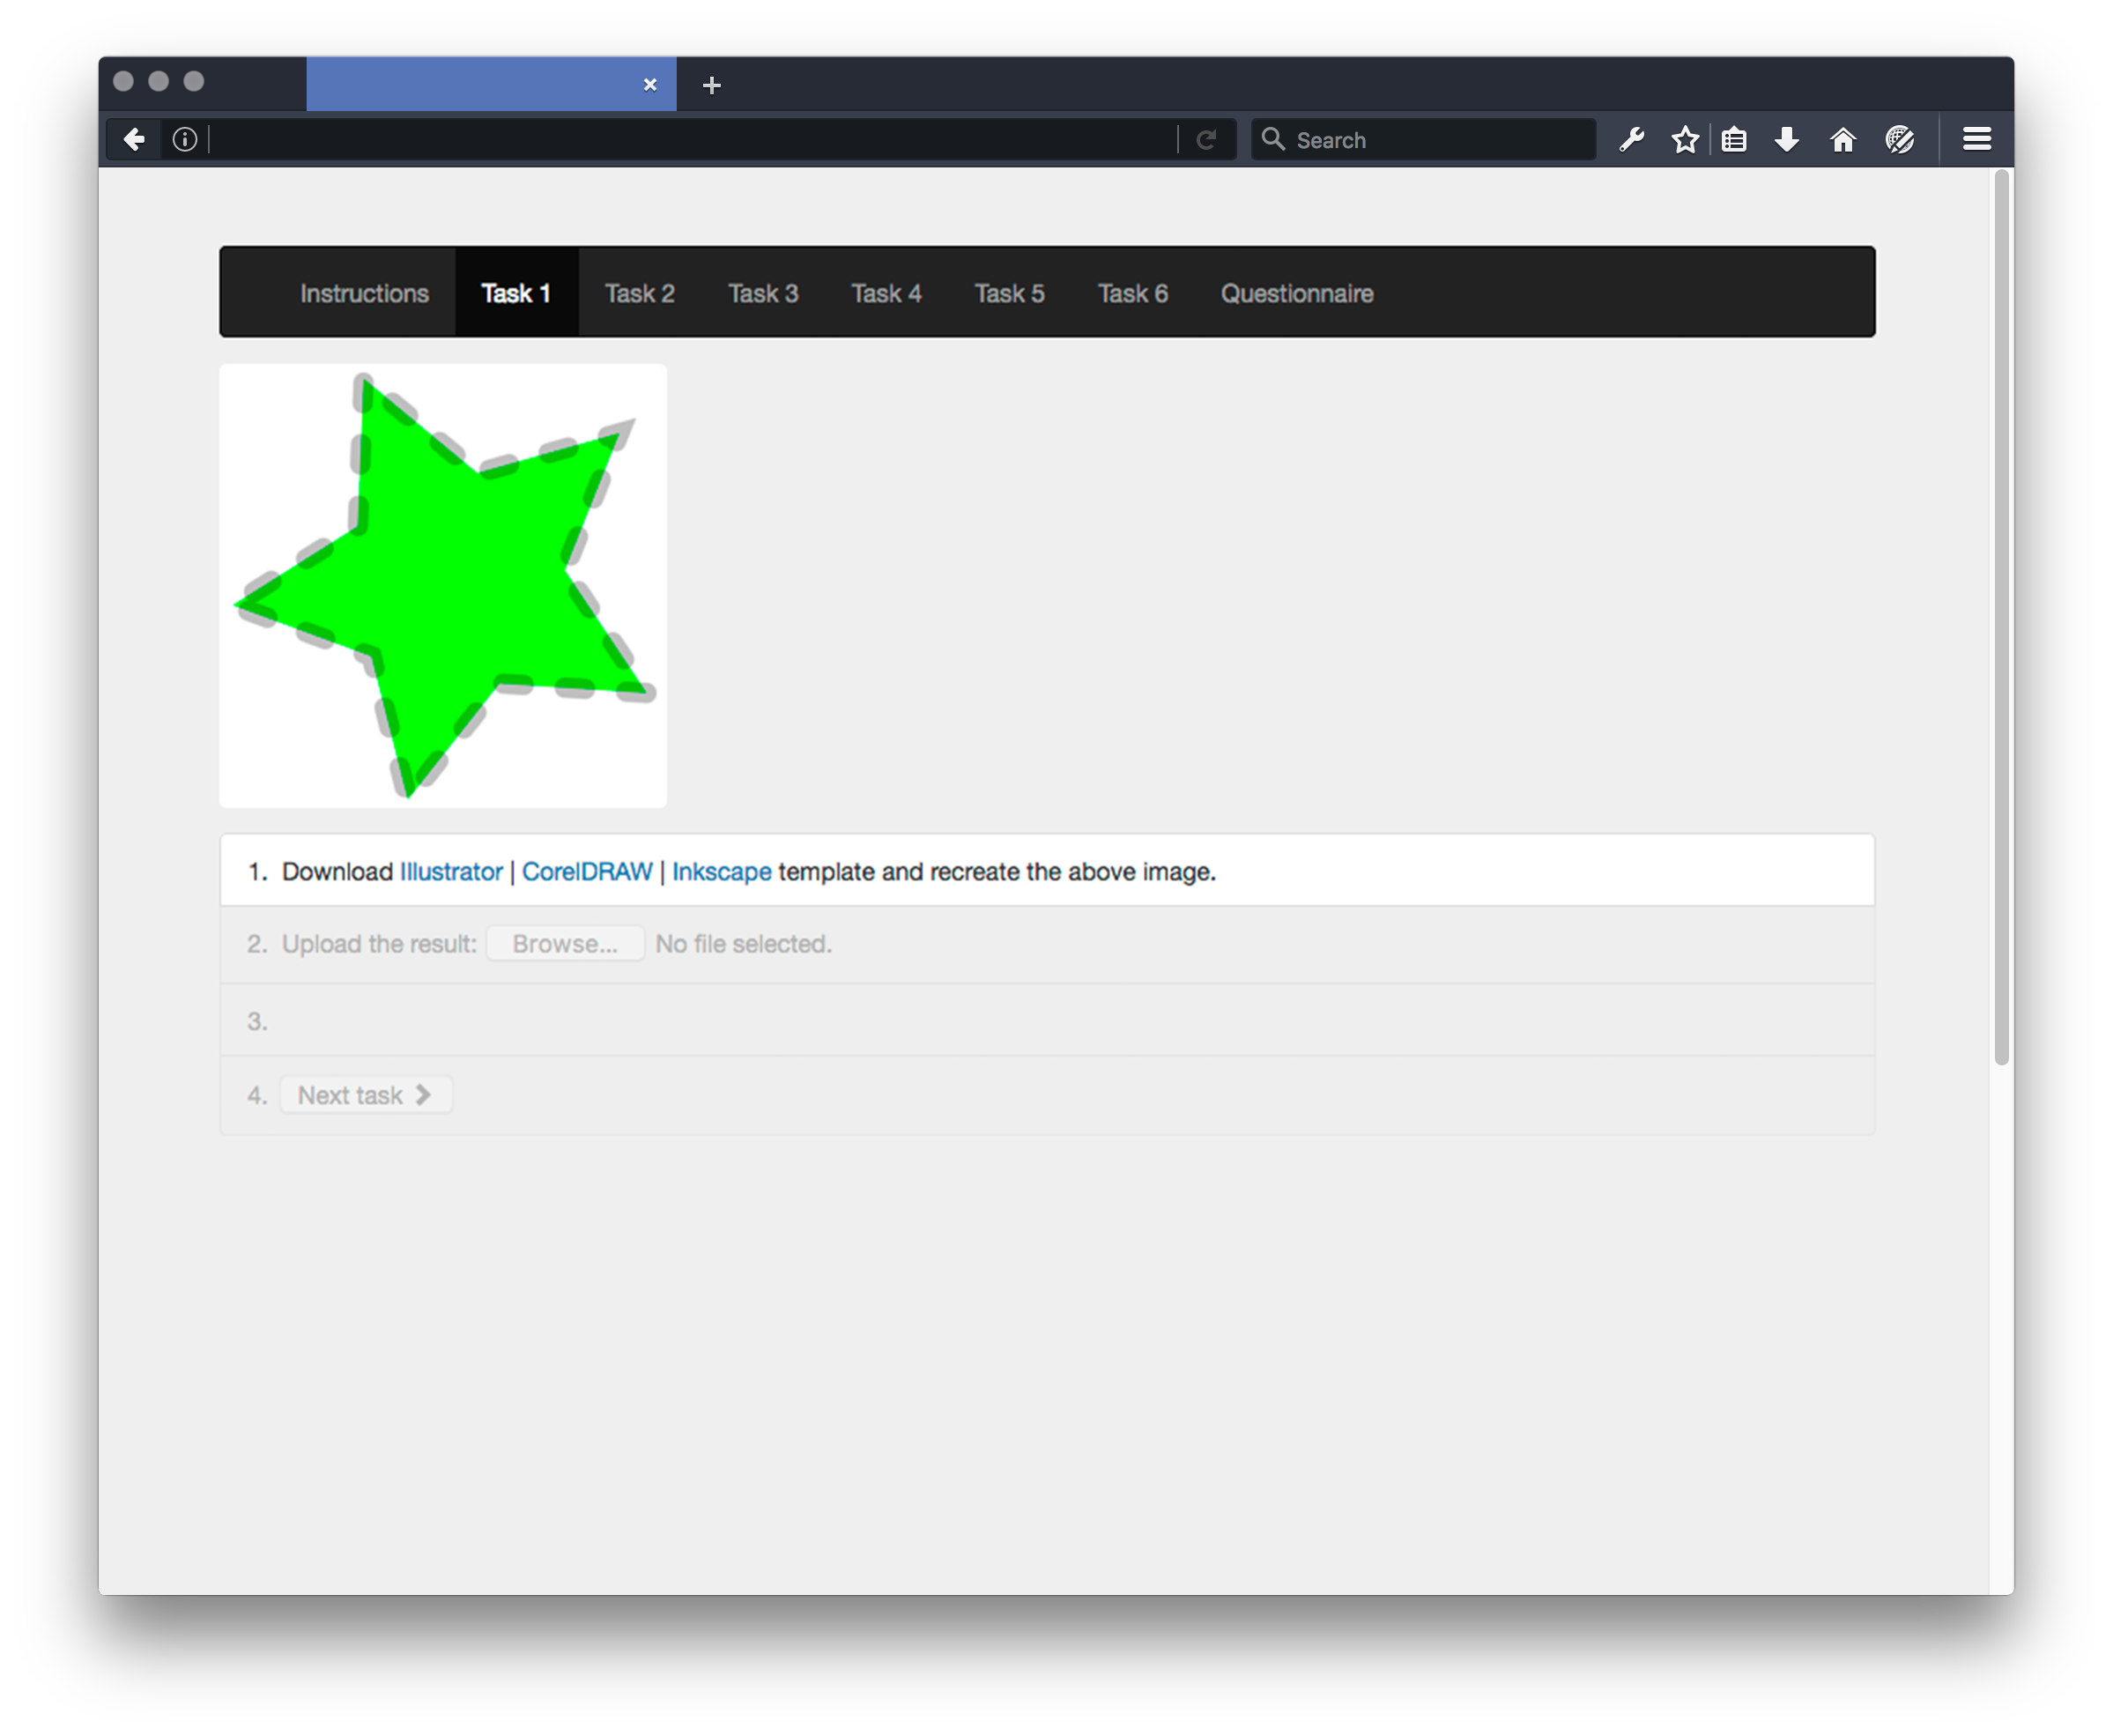 Search
Instructions Task 1 Task 2 Task 3 Task 4 Task 5 Task 6 Questionnaire
1. Download Illustrator | CorelDRAW | Inkscape template and recreate the above image.
2. Upload the result: Browse... No file selected.
3.
4. Next task